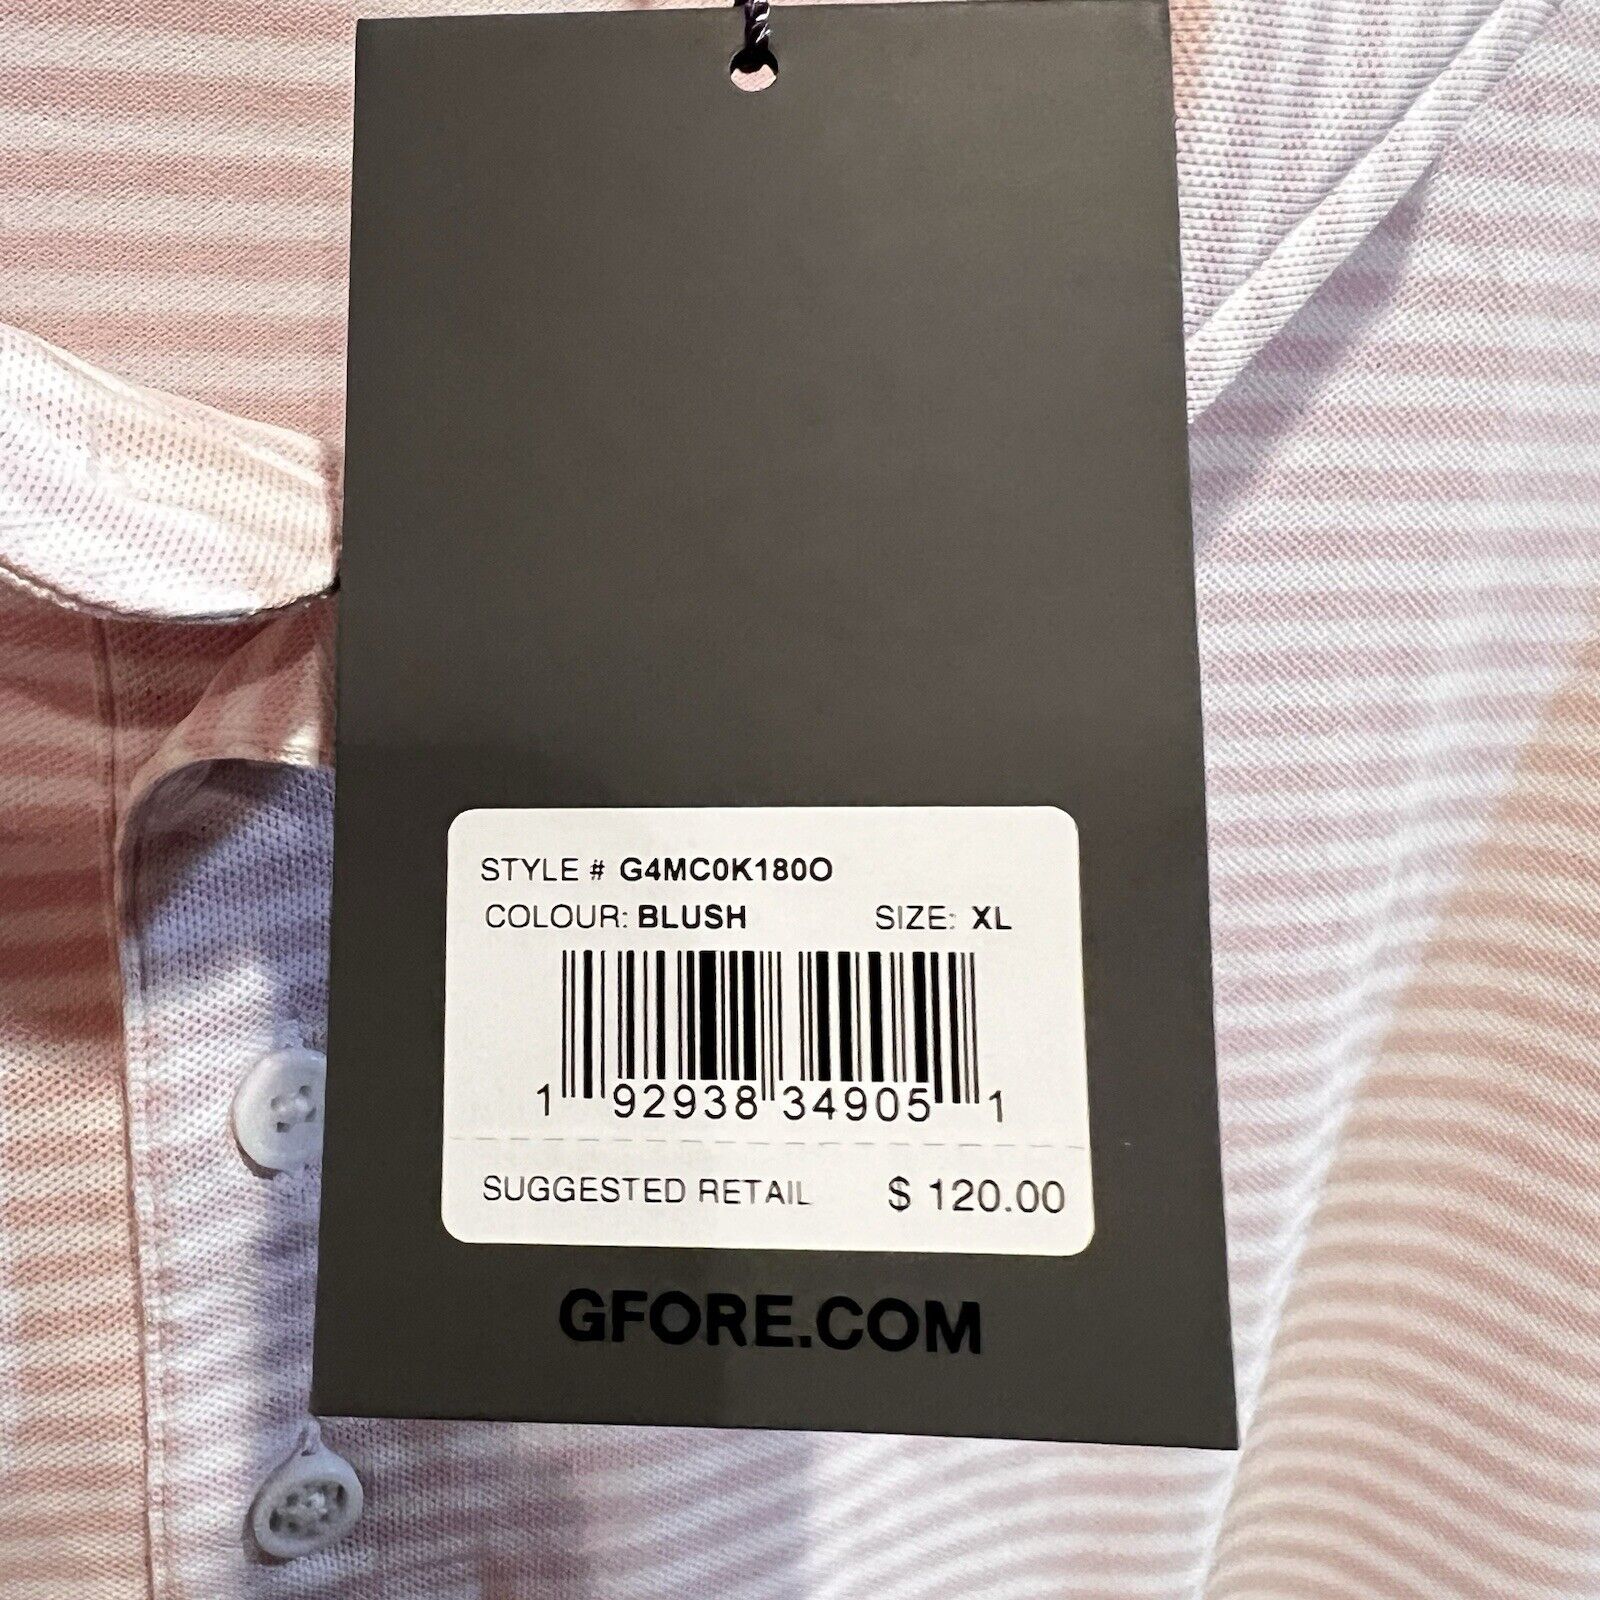 STYLE # G4MC0K180O
COLOUR: BLUSH SIZE: XL
1 92938 34905 1
SUGGESTED RETAIL $ 120.00
GFORE.COM